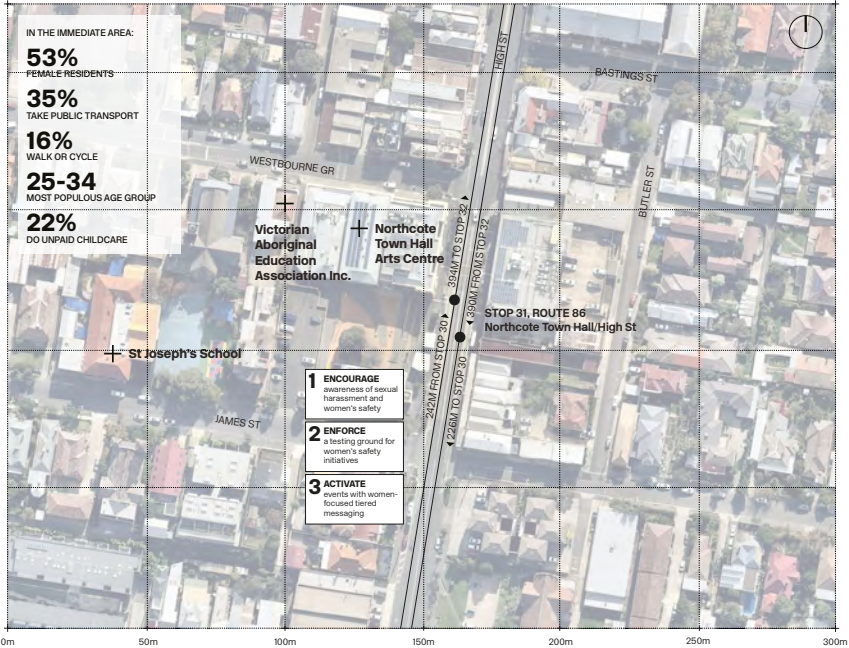 IN THE IMMEDIATE AREA:
53%
FEMALE RESIDENTS
35%
TAKE PUBLIC TRANSPORT
16%
WALK OR CYCLE
25-34
MOST POPULOUS AGE GROUP
22%
DO UNPAID CHILDCARE
HIGH ST
BASTINGS ST
WESTBOURNE GR
BUTLER ST
Victorian
Aboriginal
Education
Association Inc.
Northcote
Town Hall
Arts Centre
394M TO STOP 32
390M FROM STOP 32
STOP 31, ROUTE 86
Northcote Town Hall/High St
242M FROM STOP 30
226M TO STOP 30
St Joseph's School
JAMES ST
1 ENCOURAGE
awareness of sexual
harassment and
women's safety
2 ENFORCE
a testing ground for
women's safety
initiatives
3 ACTIVATE
events with women-
focused tiered
messaging
0m
50m
100m
150m
200m
250m
300m